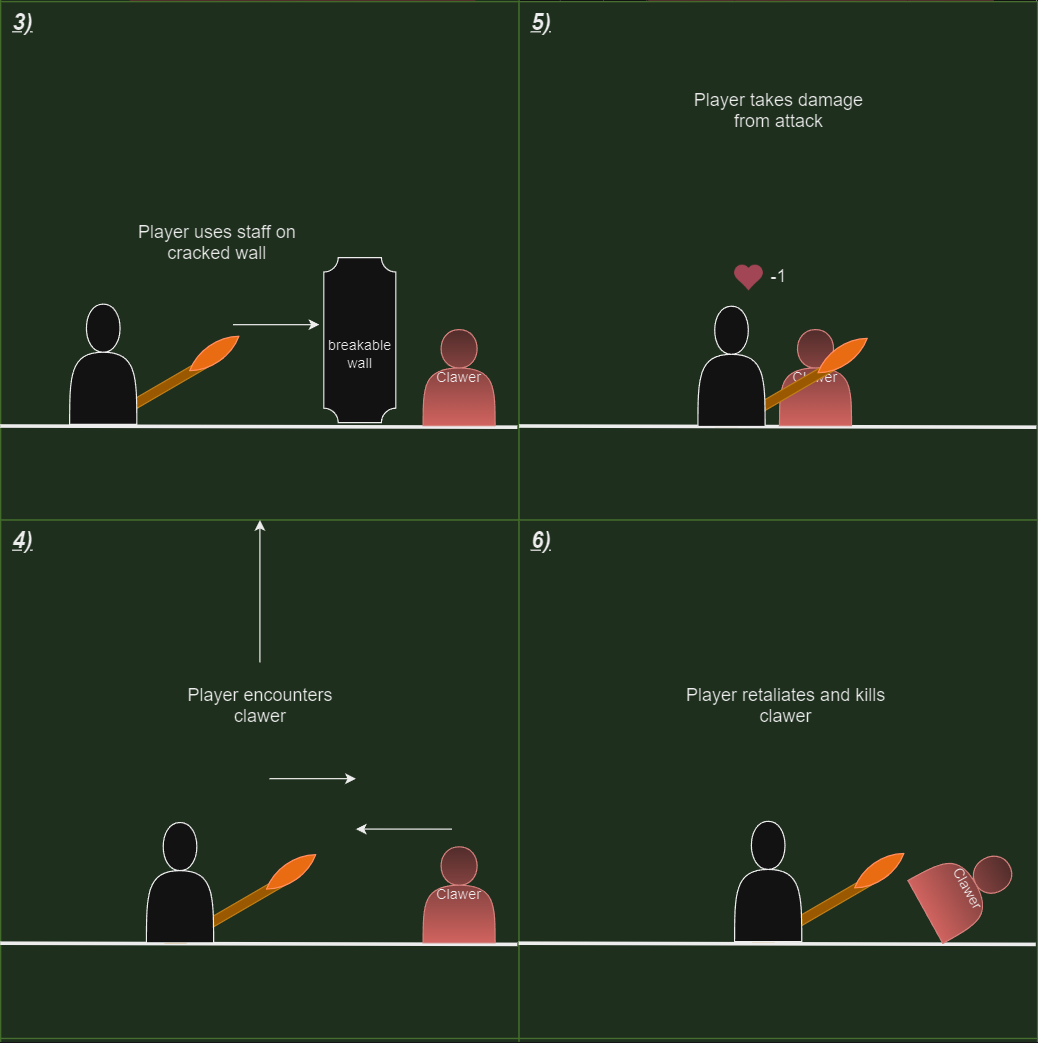 3)
Player uses staff on
cracked wall
breakable
wall
Clawer
4)
Player encounters
clawer
Clawer
5)
Player takes damage
from attack
-1
Clawer
6)
Player retaliates and kills
clawer
Clawer